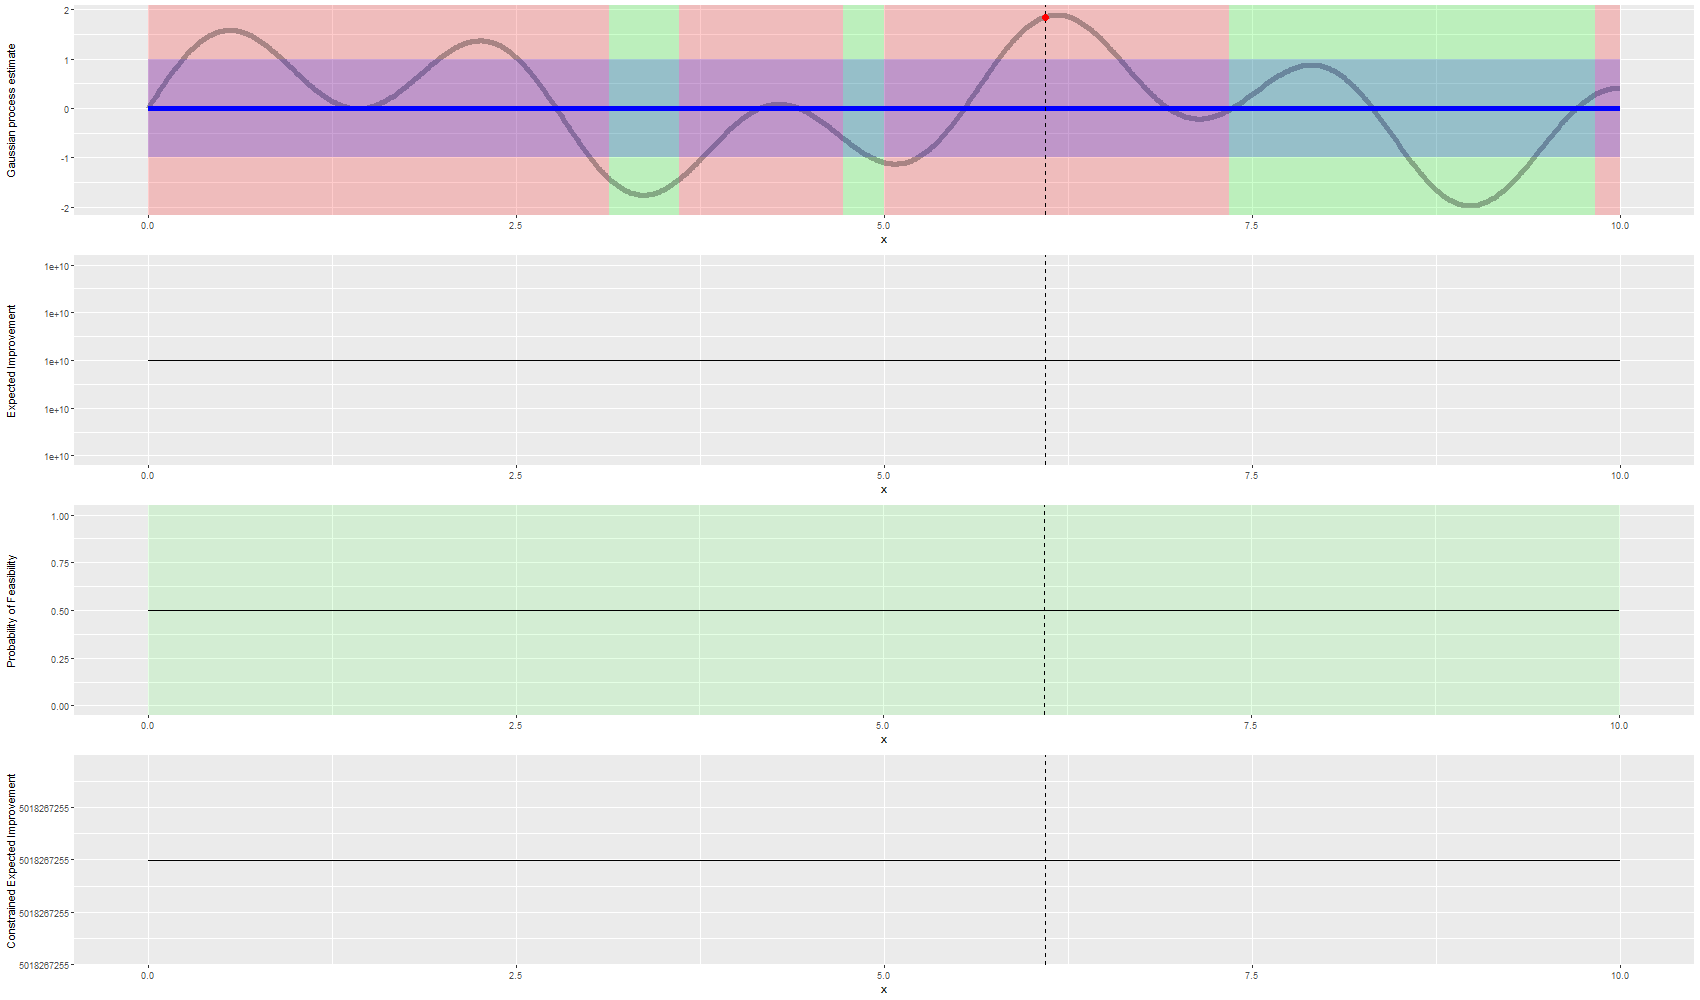 Gaussian process estimate
2
1
0
-1
-2
0.0 2.5 5.0 7.5 10.0
x
Expected Improvement
1e+10
1e+10
1e+10
1e+10
1e+10
0.0 2.5 5.0 7.5 10.0
x
Probability of Feasibility
1.00
0.75
0.50
0.25
0.00
0.0 2.5 5.0 7.5 10.0
x
Constrained Expected Improvement
5018267255
5018267255
5018267255
5018267255
0.0 2.5 5.0 7.5 10.0
x